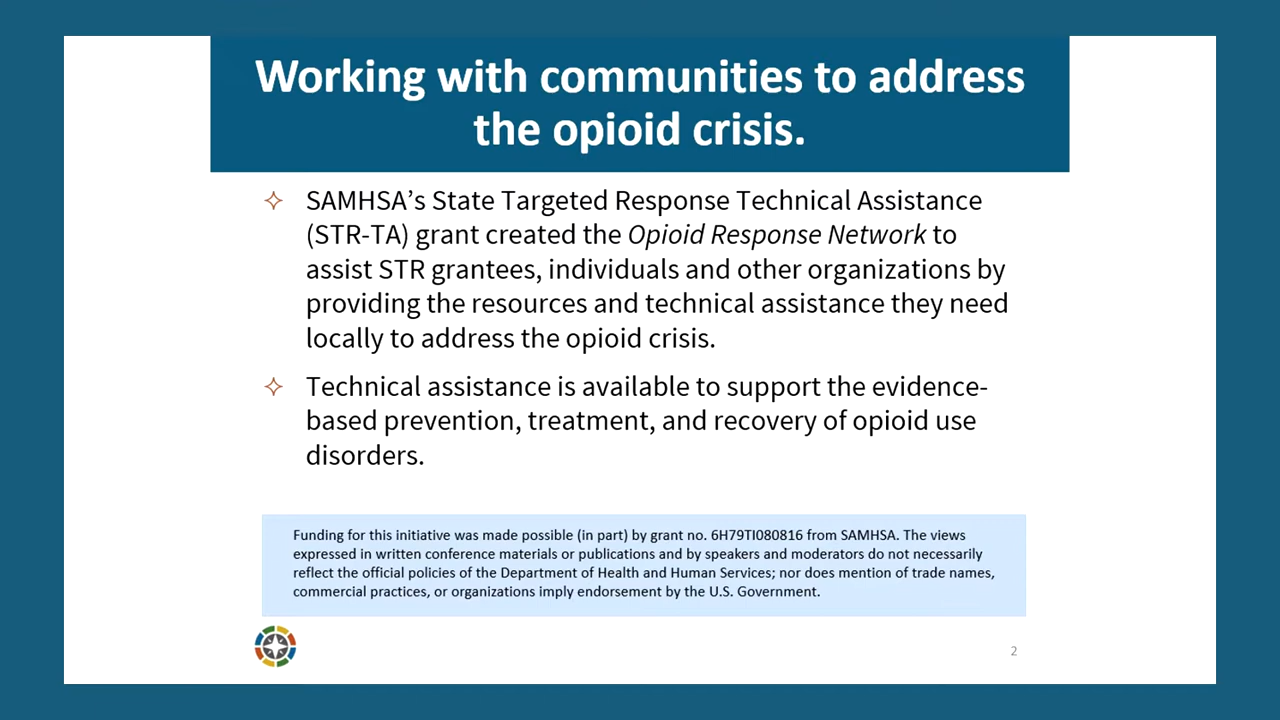 Working with communities to address
the opioid crisis.
SAMHSA’s State Targeted Response Technical Assistance
(STR-TA) grant created the Opioid Response Network to
assist STR grantees, individuals and other organizations by
providing the resources and technical assistance they need
locally to address the opioid crisis.
Technical assistance is available to support the evidence-
based prevention, treatment, and recovery of opioid use
disorders.
Funding for this initiative was made possible (in part) by grant no. 6H79TI080816 from SAMHSA. The views
expressed in written conference materials or publications and by speakers and moderators do not necessarily
reflect the official policies of the Department of Health and Human Services; nor does mention of trade names,
commercial practices, or organizations imply endorsement by the U.S. Government.
2